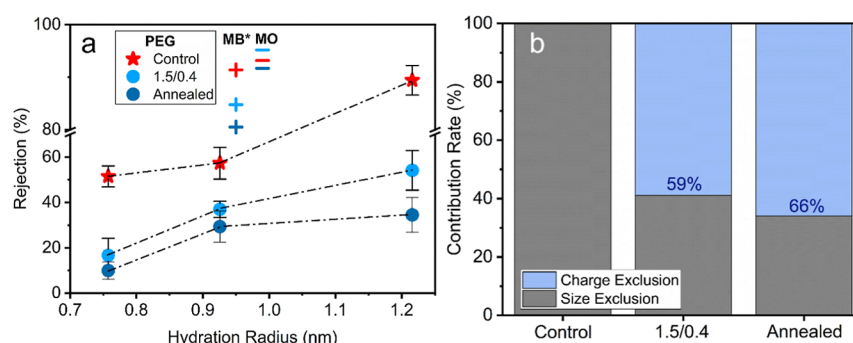 a
PEG MB* MO
Control
1.5/0.4
Annealed
Rejection (%)
100
80
60
40
20
0
0.7 0.8 0.9 1.0 1.1 1.2
Hydration Radius (nm)
b
Contribution Rate (%)
100
80
60
40
20
0
59%
66%
Charge Exclusion
Size Exclusion
Control 1.5/0.4 Annealed